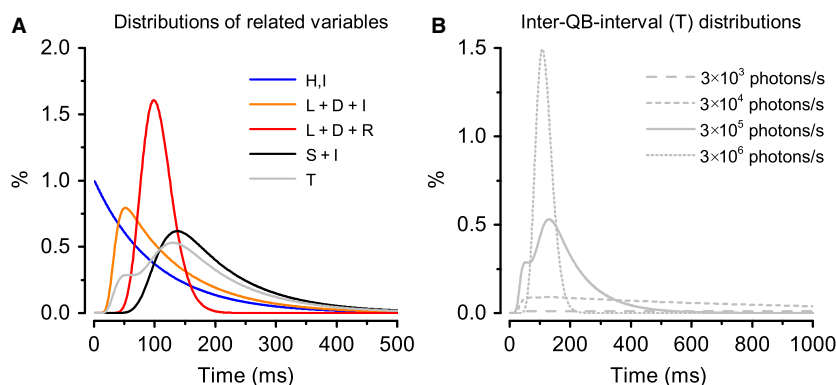 A
Distributions of related variables
2.0
1.5
1.0
0.5
0.0
%
H,I
L + D + I
L + D + R
S + I
T
0 100 200 300 400 500
Time (ms)
B
Inter-QB-interval (T) distributions
1.5
1.0
0.5
0.0
%
3×10³ photons/s
3×10⁴ photons/s
3×10⁵ photons/s
3×10⁶ photons/s
0 200 400 600 800 1000
Time (ms)